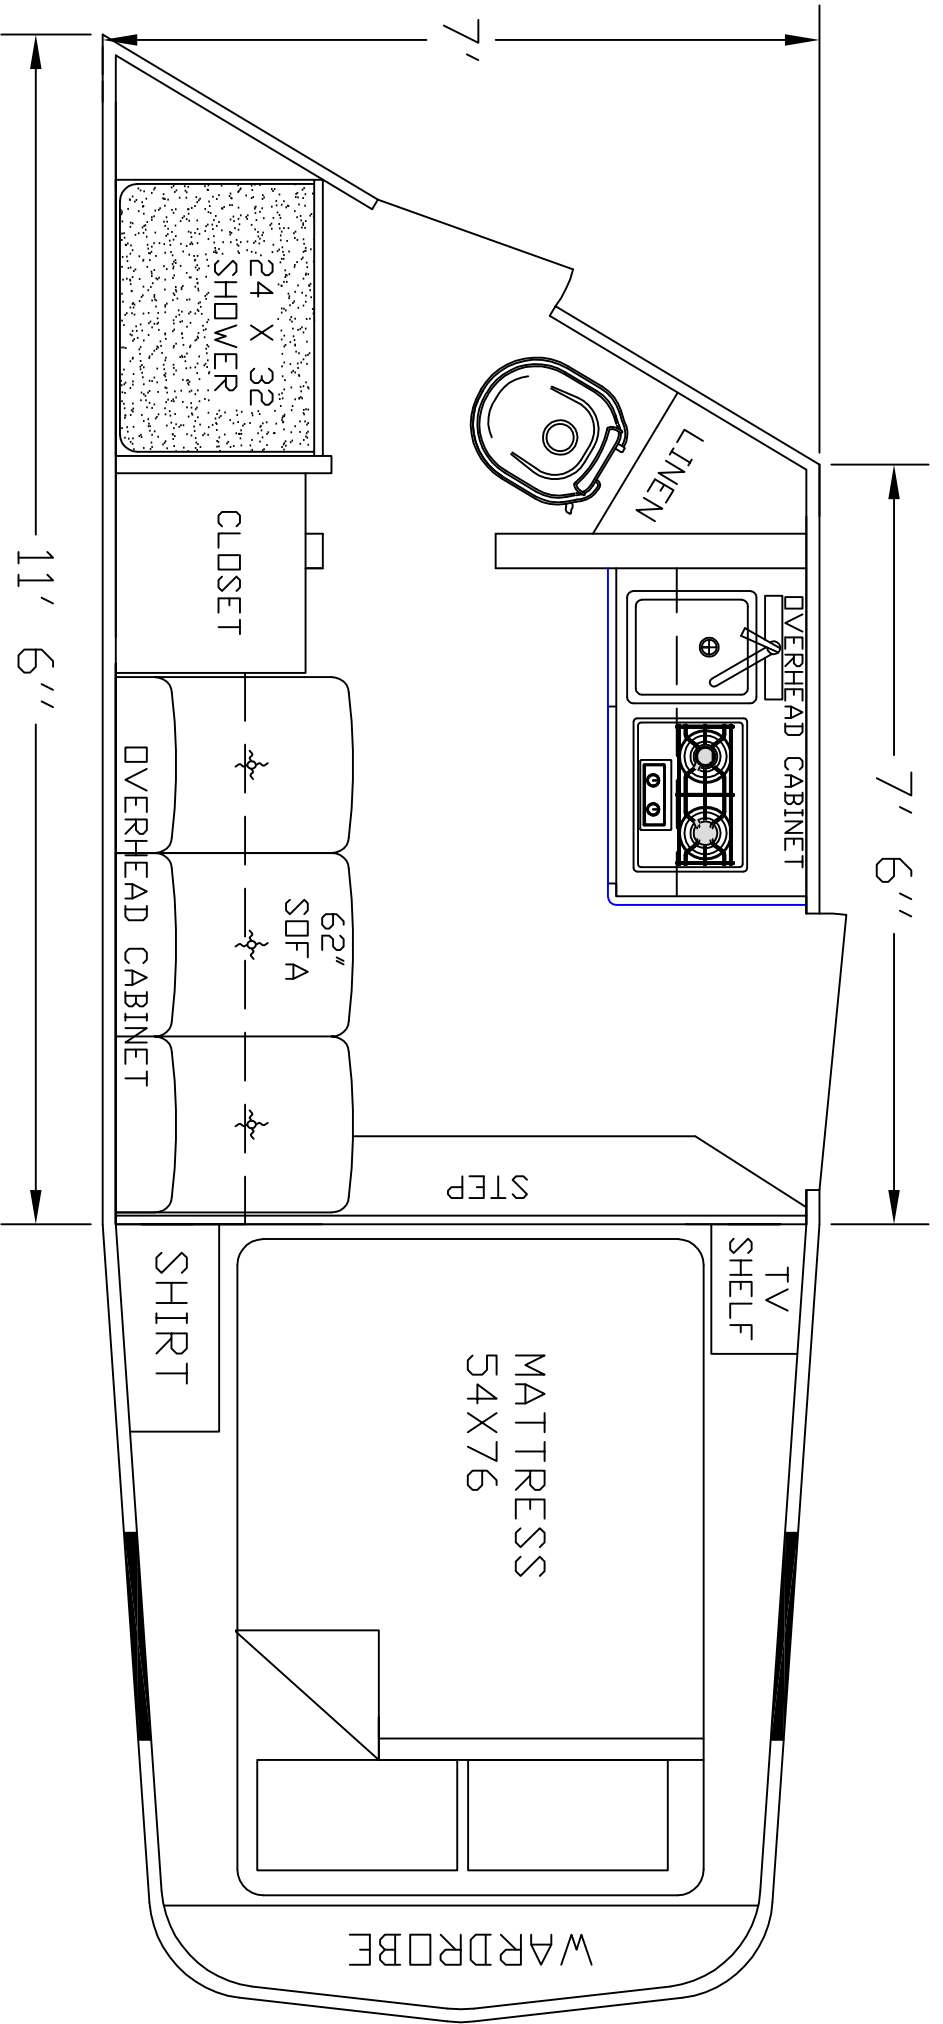 7'
11' 6"
7' 6"
24 X 32
SHOWER
LINEN
CLOSET
OVERHEAD CABINET
OVERHEAD CABINET
62"
SOFA
STEP
TV
SHELF
SHIRT
MATTRESS
54X76
WARDROBE